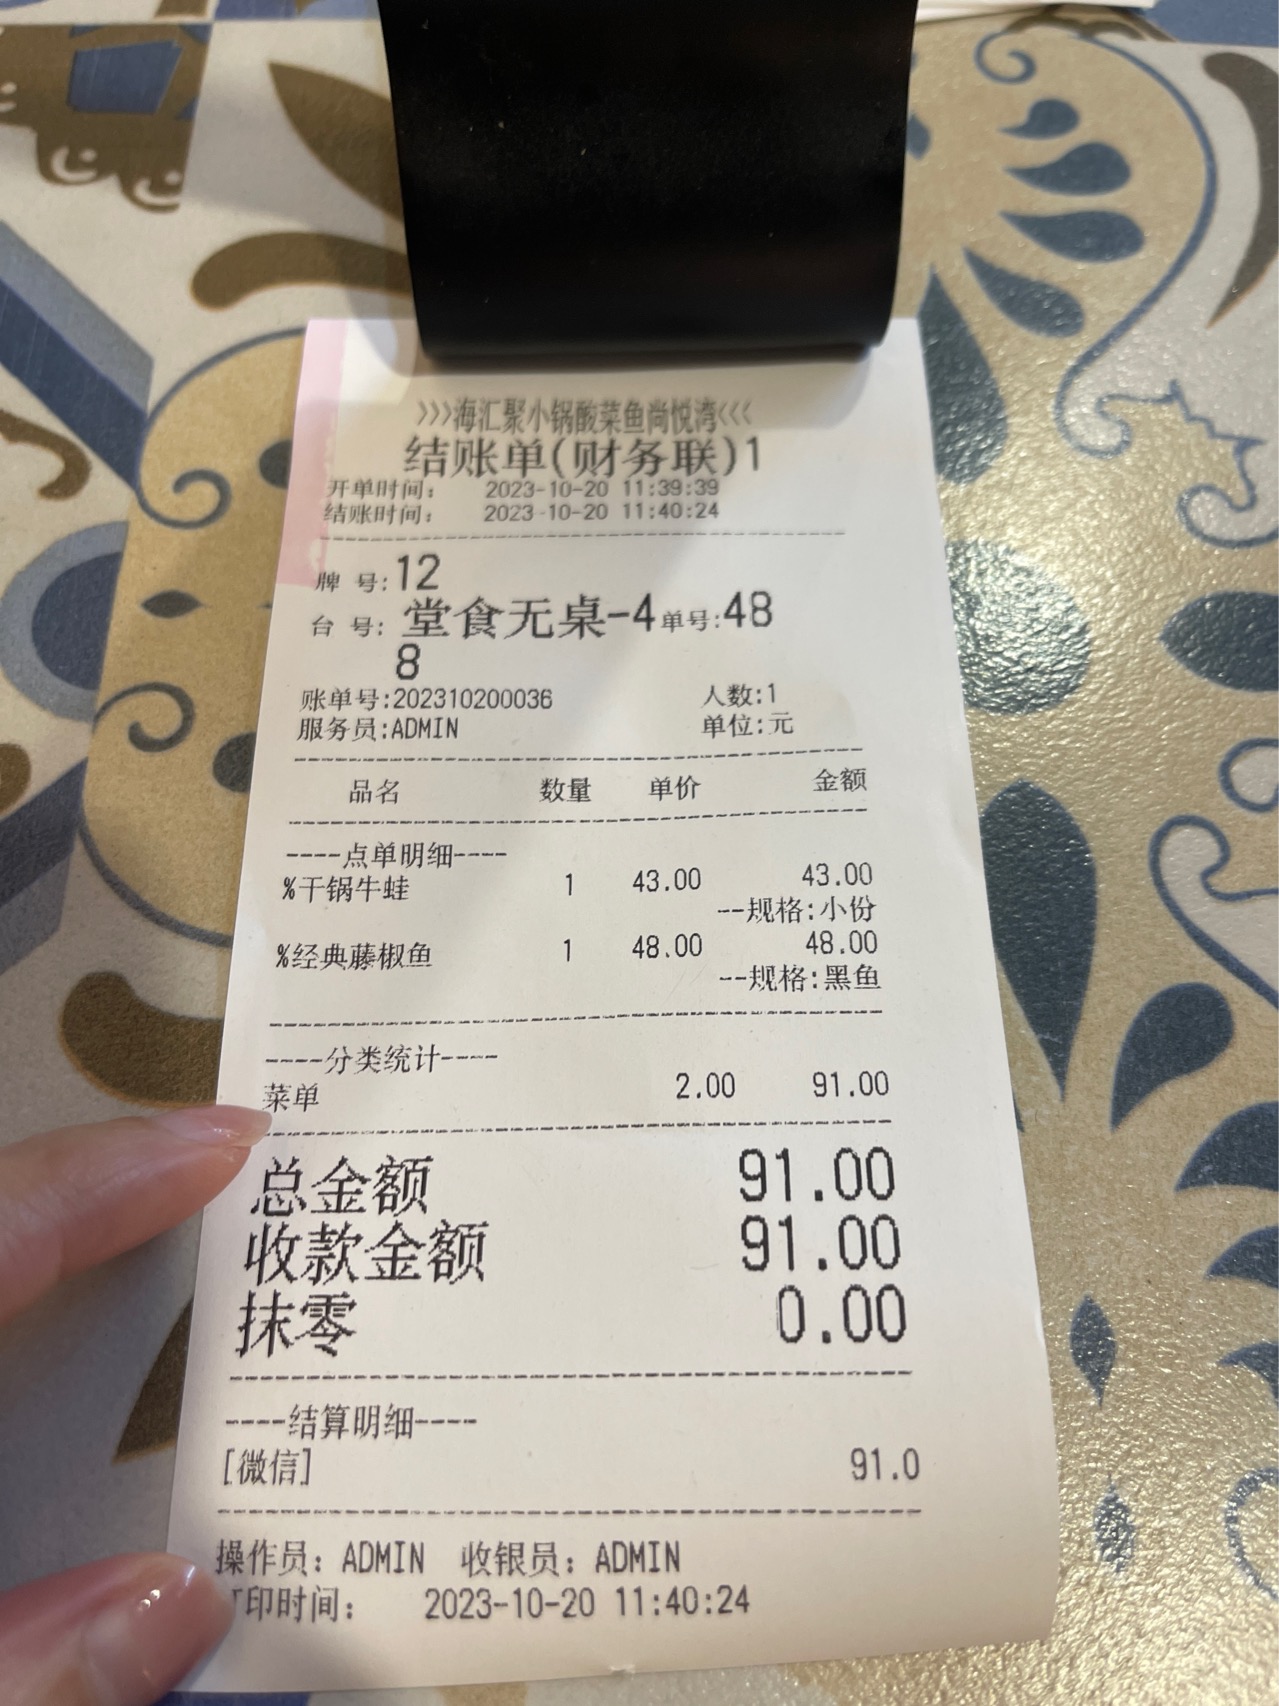 >>>海汇聚小锅酸菜鱼尚悦湾<<<
结账单(财务联)1
开单时间: 2023-10-20 11:39:39
结账时间: 2023-10-20 11:40:24
牌 号:12
台 号: 堂食无桌-4单号:48
8
账单号:202310200036 人数:1
服务员:ADMIN 单位:元
品名 数量 单价 金额
----点单明细----
%干锅牛蛙 1 43.00 43.00
--规格:小份
%经典藤椒鱼 1 48.00 48.00
--规格:黑鱼
----分类统计----
菜单 2.00 91.00
总金额 91.00
收款金额 91.00
抹零 0.00
----结算明细----
[微信] 91.0
操作员: ADMIN 收银员: ADMIN
打印时间: 2023-10-20 11:40:24